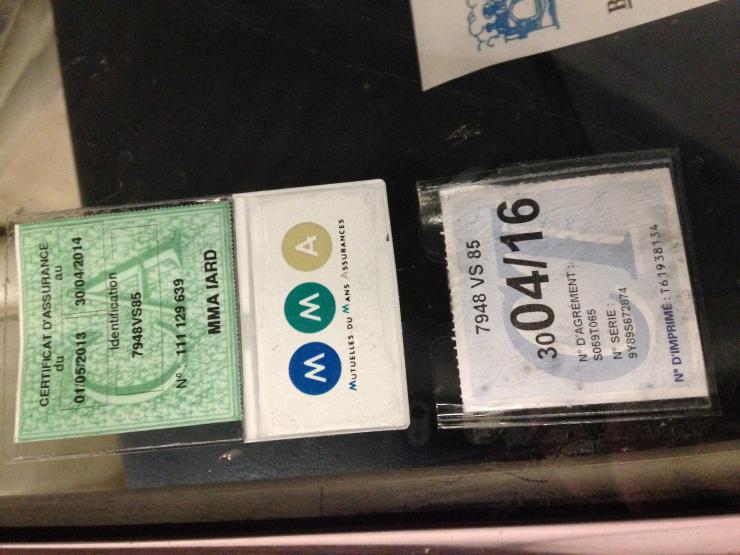 CERTIFICAT D'ASSURANCE
du au
01/05/2013 30/04/2014
Identification
7948VS85
N° 111 129 639
MMA IARD
M M A
MUTUELLES DU MANS ASSURANCES
7948 VS 85
3004/16
N° D'AGRÉMENT :
S059T065
N° SÉRIE :
9Y89S672874
N° D'IMPRIMÉ : T61938134